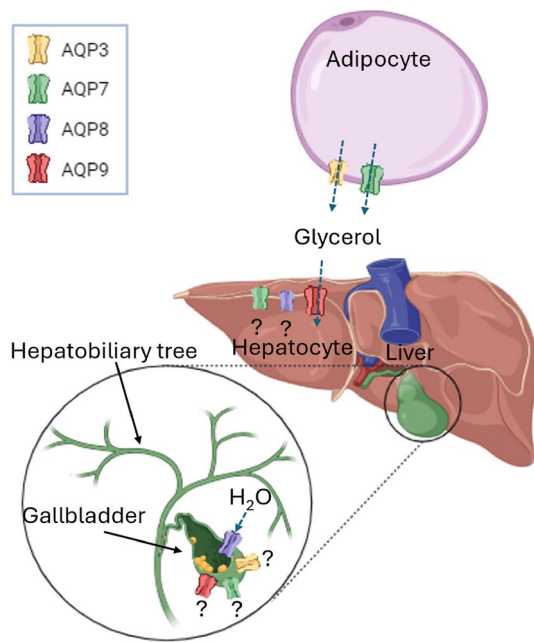 AQP3
AQP7
AQP8
AQP9
Adipocyte
Glycerol
? ?
Hepatocyte
Liver
Hepatobiliary tree
H₂O
Gallbladder
?
? ?